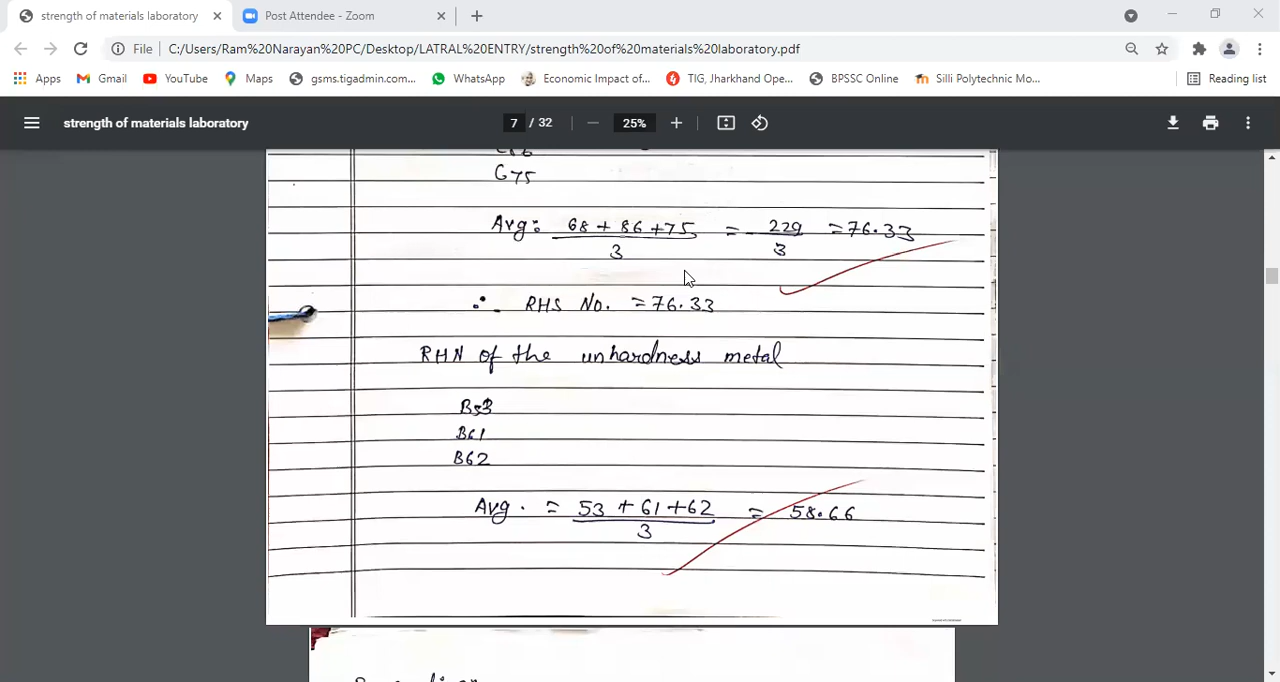 strength of materials laboratory
Post Attendee - Zoom
File
C:/Users/Ram%20Narayan%20PC/Desktop/LATRAL%20ENTRY/strength%20of%20materials%20laboratory.pdf
Apps
Gmail
YouTube
Maps
gsms.tigadmin.com...
WhatsApp
Economic Impact of...
TIG, Jharkhand Ope...
BPSSC Online
Silli Polytechnic Mo...
Reading list
strength of materials laboratory
7 / 32
25%
C86
C75
Avg: 68 + 86 + 75 / 3 = 229 / 3 = 76.33
∴ RHS No. = 76.33
RHN of the unhardness metal
B53
B61
B62
Avg. = 53 + 61 + 62 / 3 = 58.66